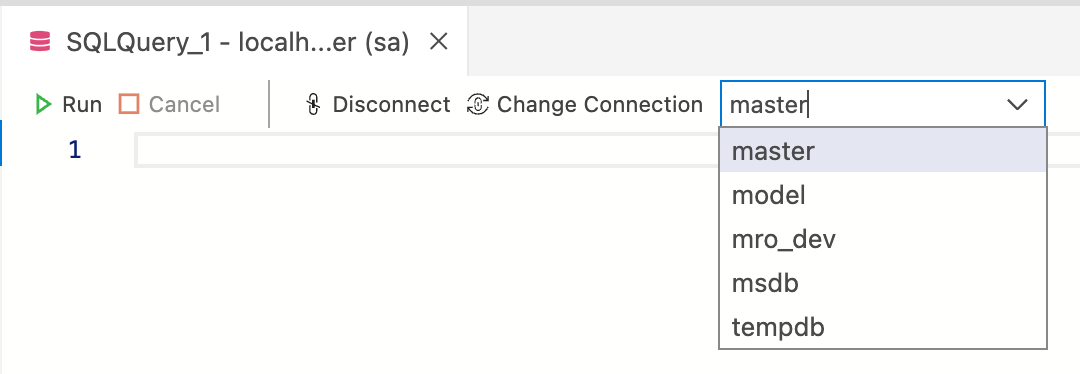 SQLQuery_1 - localh...er (sa)
Run Cancel Disconnect Change Connection master
1
master
model
mro_dev
msdb
tempdb